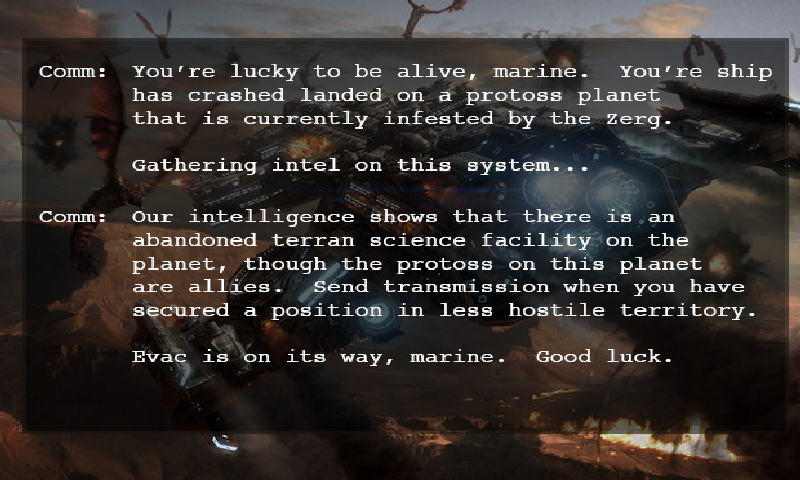 Comm: You're lucky to be alive, marine. You're ship
has crashed landed on a protoss planet
that is currently infested by the Zerg.
Gathering intel on this system...
Comm: Our intelligence shows that there is an
abandoned terran science facility on the
planet, though the protoss on this planet
are allies. Send transmission when you have
secured a position in less hostile territory.
Evac is on its way, marine. Good luck.